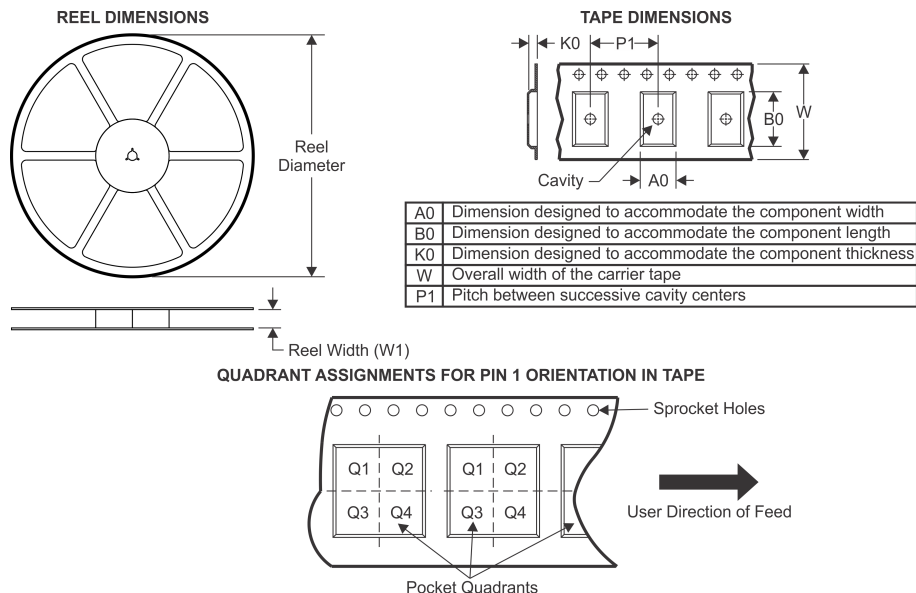 REEL DIMENSIONS
Reel
Diameter
Reel Width (W1)
TAPE DIMENSIONS
K0
P1
B0
W
Cavity
A0
A0 Dimension designed to accommodate the component width
B0 Dimension designed to accommodate the component length
K0 Dimension designed to accommodate the component thickness
W Overall width of the carrier tape
P1 Pitch between successive cavity centers
QUADRANT ASSIGNMENTS FOR PIN 1 ORIENTATION IN TAPE
Sprocket Holes
Q1 Q2 Q1 Q2
Q3 Q4 Q3 Q4
User Direction of Feed
Pocket Quadrants